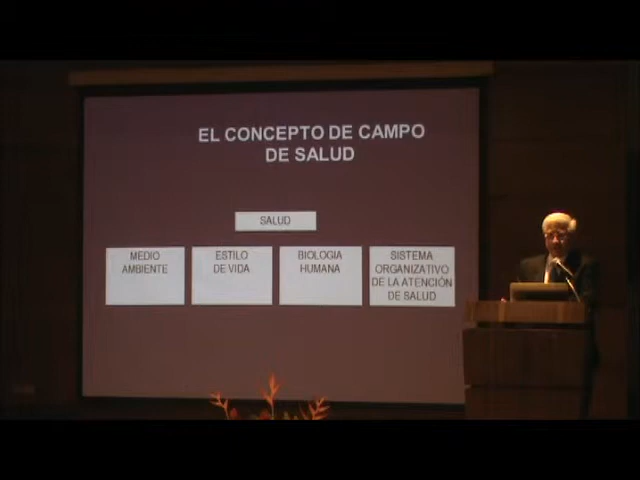 EL CONCEPTO DE CAMPO
DE SALUD
SALUD
MEDIO
AMBIENTE
ESTILO
DE VIDA
BIOLOGIA
HUMANA
SISTEMA
ORGANIZATIVO
DE LA ATENCIÓN
DE SALUD